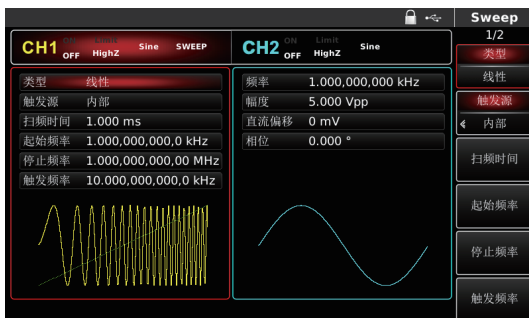 Sweep
1/2
CH1 ON OFF Limit HighZ Sine SWEEP
CH2 ON OFF Limit HighZ Sine
类型 线性
触发源 内部
扫频时间 1.000 ms
起始频率 1.000,000,000,0 kHz
停止频率 1.000,000,000,00 MHz
触发频率 10.000,000,000,0 kHz
频率 1.000,000,000 kHz
幅度 5.000 Vpp
直流偏移 0 mV
相位 0.000 °
类型
线性
触发源
内部
扫频时间
起始频率
停止频率
触发频率